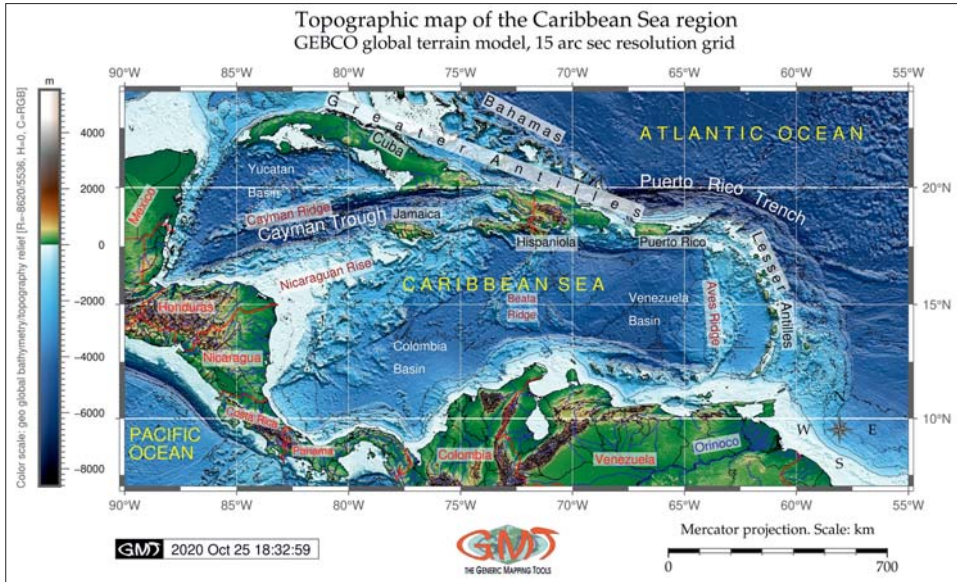 Topographic map of the Caribbean Sea region
GEBCO global terrain model, 15 arc sec resolution grid
90°W 85°W 80°W 75°W 70°W 65°W 60°W 55°W
m
Color scale: geo global bathymetry/topography relief [R=-8620/5536, H=0, C=RGB]
4000
2000
0
−2000
−4000
−6000
−8000
Greater Antilles
Bahamas
ATLANTIC OCEAN
Cuba
Yucatan
Basin
Puerto Rico Trench
20°N
Mexico
Cayman Ridge
Cayman Trough
Jamaica
Hispaniola
Puerto Rico
Lesser Antilles
Nicaraguan Rise
CARIBBEAN SEA
Aves Ridge
Honduras
Beata
Ridge
Venezuela
Basin
15°N
Nicaragua
Colombia
Basin
Costa Rica
10°N
N
W E
S
PACIFIC
OCEAN
Panama
Colombia
Venezuela
Orinoco
90°W 85°W 80°W 75°W 70°W 65°W 60°W 55°W
GMT 2020 Oct 25 18:32:59
GMT
THE GENERIC MAPPING TOOLS
Mercator projection. Scale: km
0 700